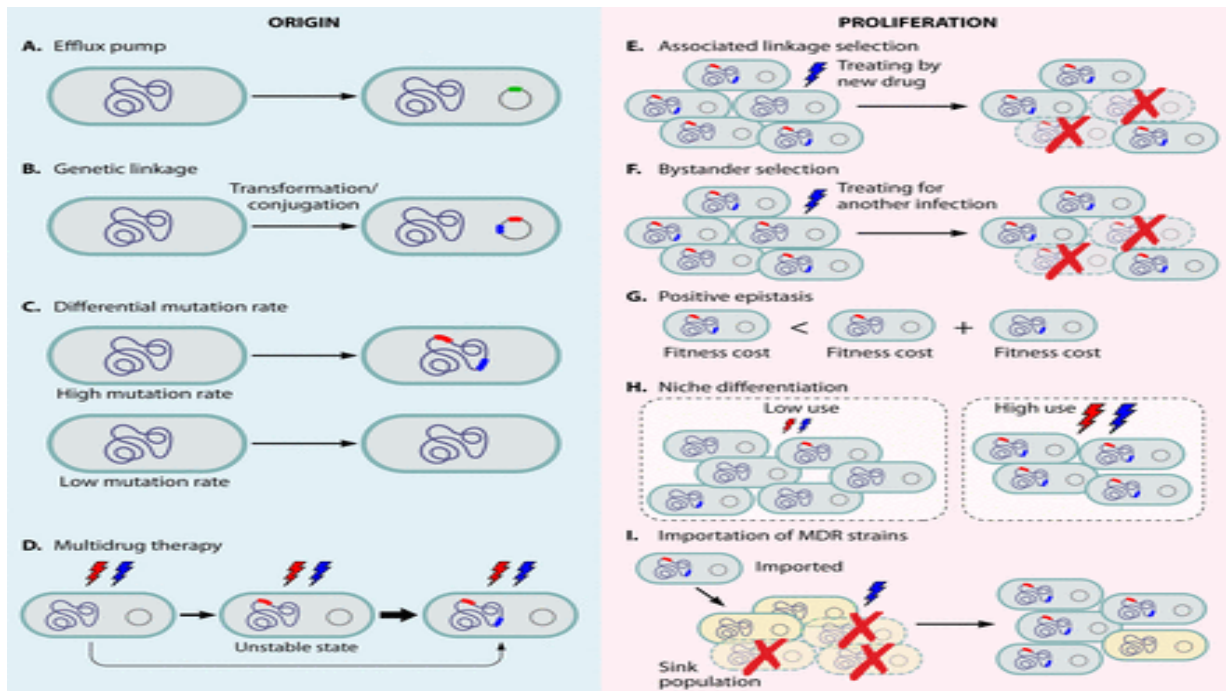 ORIGIN
A. Efflux pump
B. Genetic linkage
Transformation/
conjugation
C. Differential mutation rate
High mutation rate
Low mutation rate
D. Multidrug therapy
Unstable state
PROLIFERATION
E. Associated linkage selection
Treating by
new drug
F. Bystander selection
Treating for
another infection
G. Positive epistasis
< +
Fitness cost Fitness cost Fitness cost
H. Niche differentiation
Low use High use
I. Importation of MDR strains
Imported
Sink
population